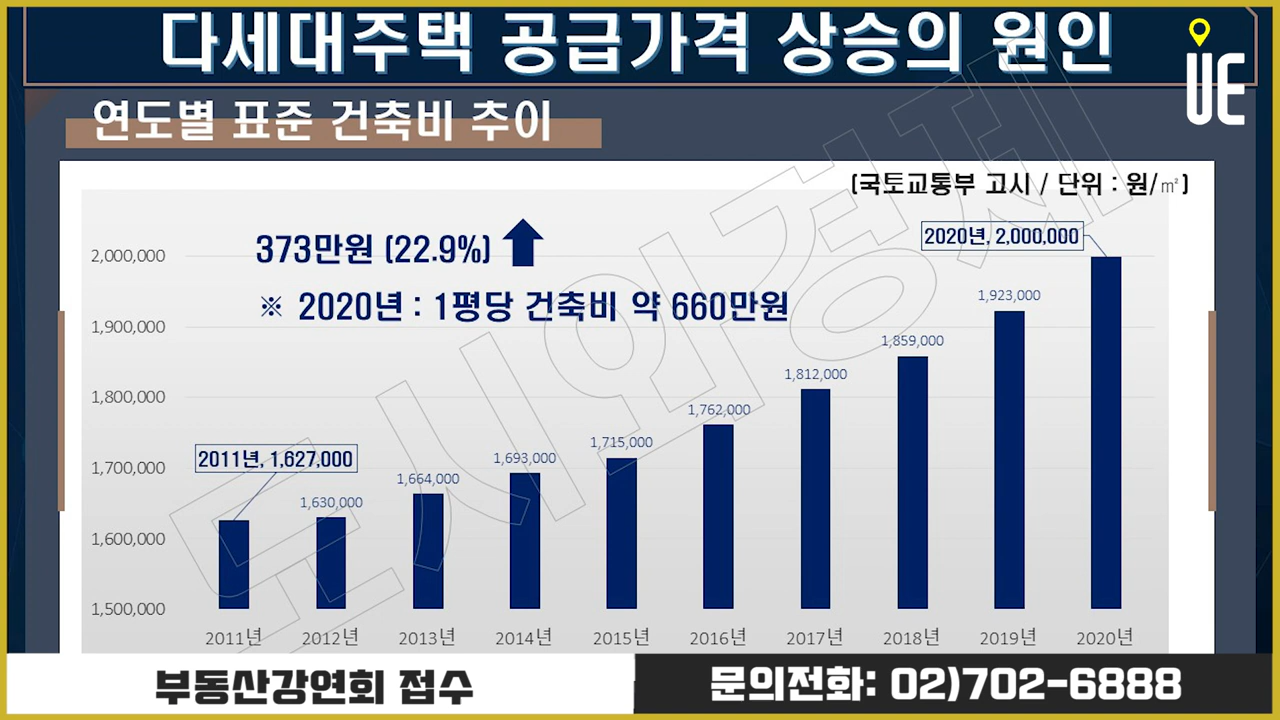 다세대주택 공급가격 상승의 원인
UE
연도별 표준 건축비 추이
(국토교통부 고시 / 단위 : 원/㎡)
373만원 (22.9%)
※ 2020년 : 1평당 건축비 약 660만원
2,000,000
1,900,000
1,800,000
1,700,000
1,600,000
1,500,000
2011년, 1,627,000
1,630,000
1,664,000
1,693,000
1,715,000
1,762,000
1,812,000
1,859,000
1,923,000
2020년, 2,000,000
2011년 2012년 2013년 2014년 2015년 2016년 2017년 2018년 2019년 2020년
도시와경제
부동산강연회 접수
문의전화: 02)702-6888